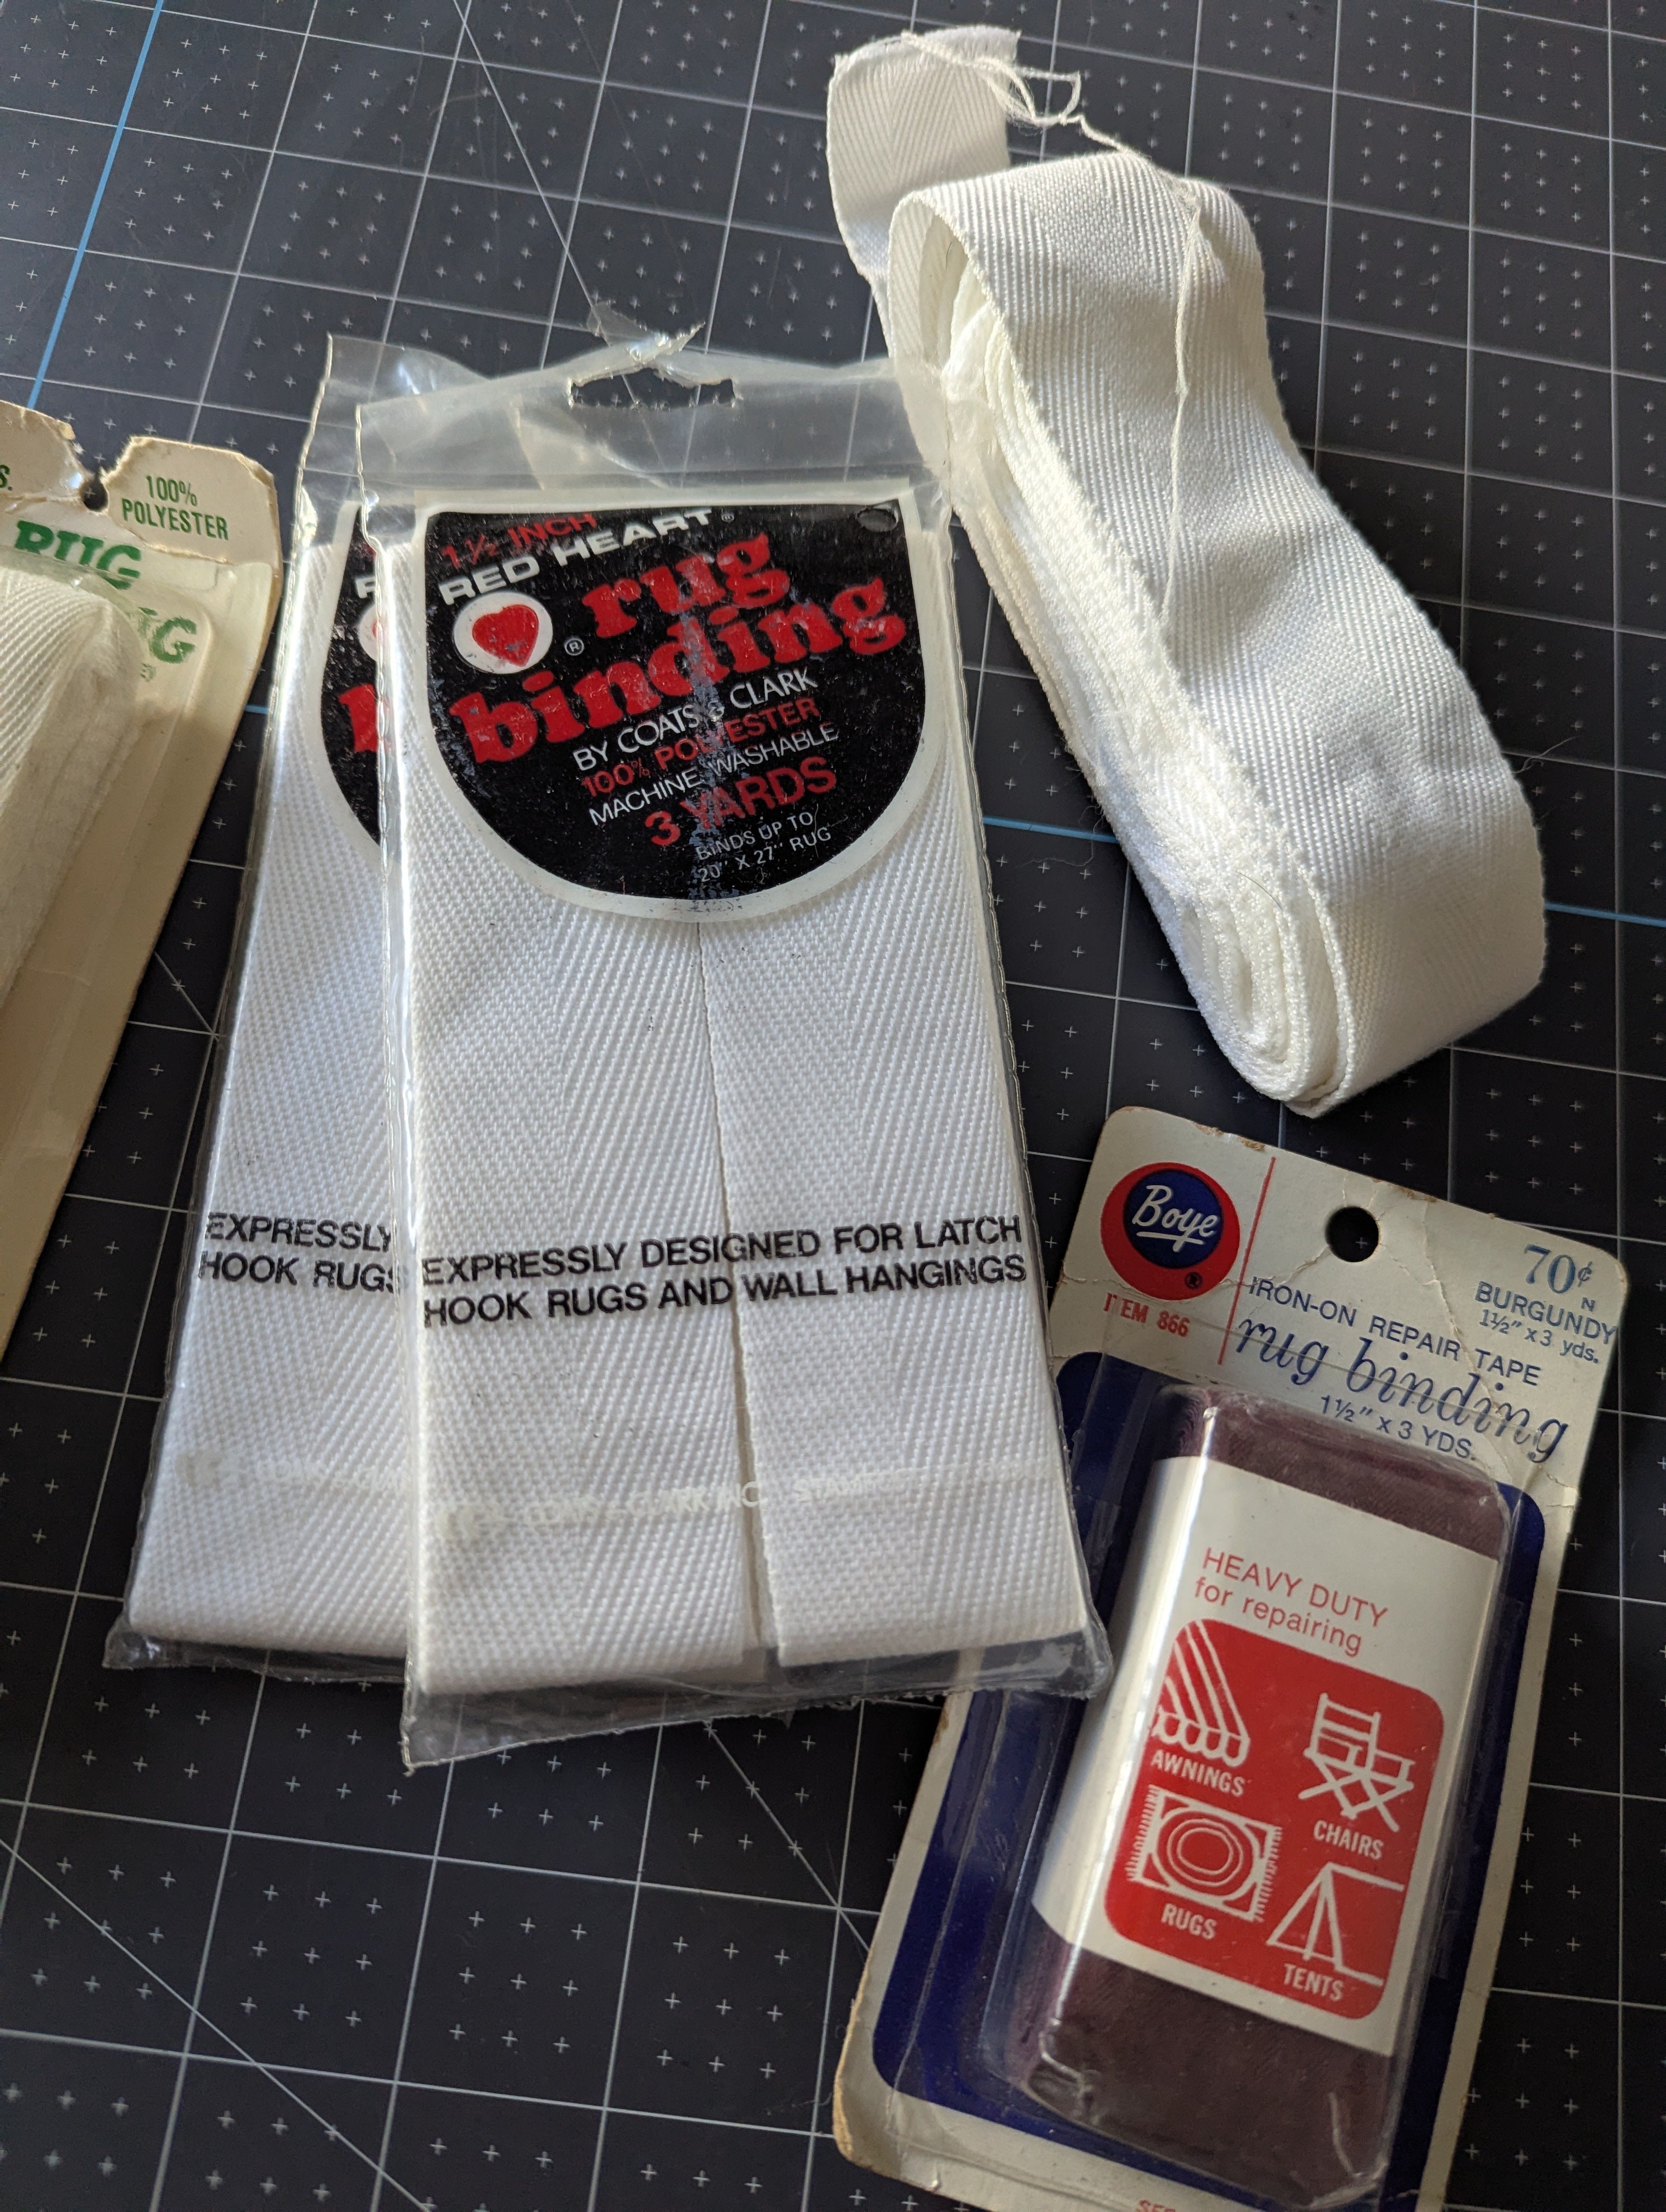 S.
100%
POLYESTER
RUG
NG
1½ INCH
RED HEART®
® rug
binding
BY COATS & CLARK
100% POLYESTER
MACHINE WASHABLE
3 YARDS
BINDS UP TO
20" X 27" RUG
EXPRESSLY
HOOK RUGS
EXPRESSLY DESIGNED FOR LATCH
HOOK RUGS AND WALL HANGINGS
Boye
®
ITEM 866
70¢
N
BURGUNDY
1½" x 3 yds.
IRON-ON REPAIR TAPE
rug binding
1½" x 3 YDS.
HEAVY DUTY
for repairing
AWNINGS
CHAIRS
RUGS
TENTS